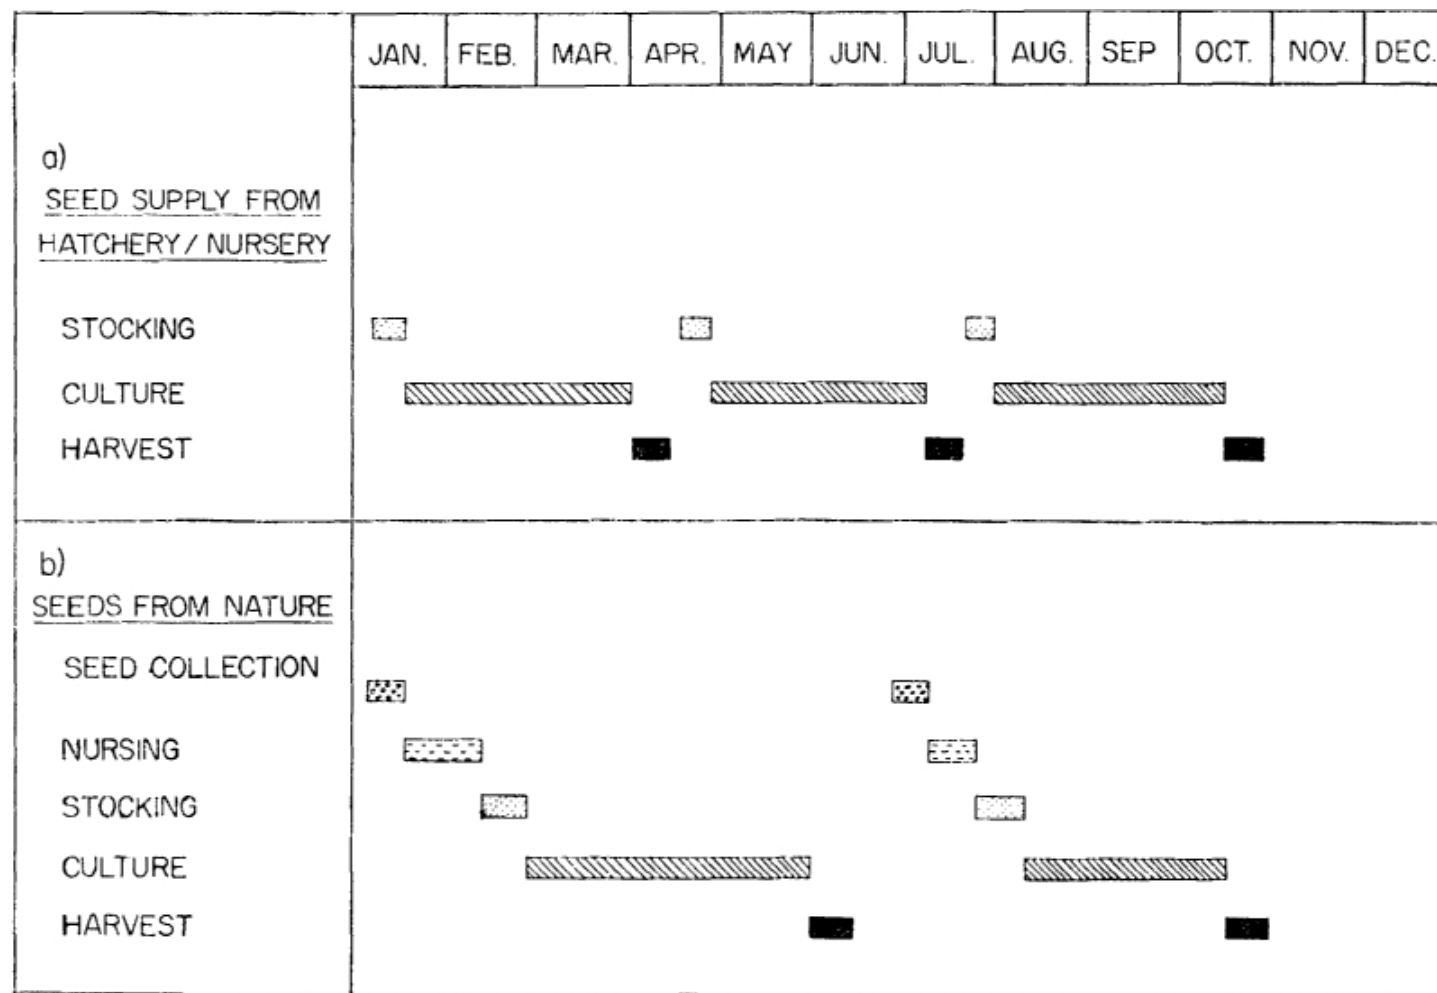 JAN. FEB. MAR. APR. MAY JUN. JUL. AUG. SEP OCT. NOV. DEC.
a)
SEED SUPPLY FROM
HATCHERY / NURSERY
STOCKING
CULTURE
HARVEST
b)
SEEDS FROM NATURE
SEED COLLECTION
NURSING
STOCKING
CULTURE
HARVEST